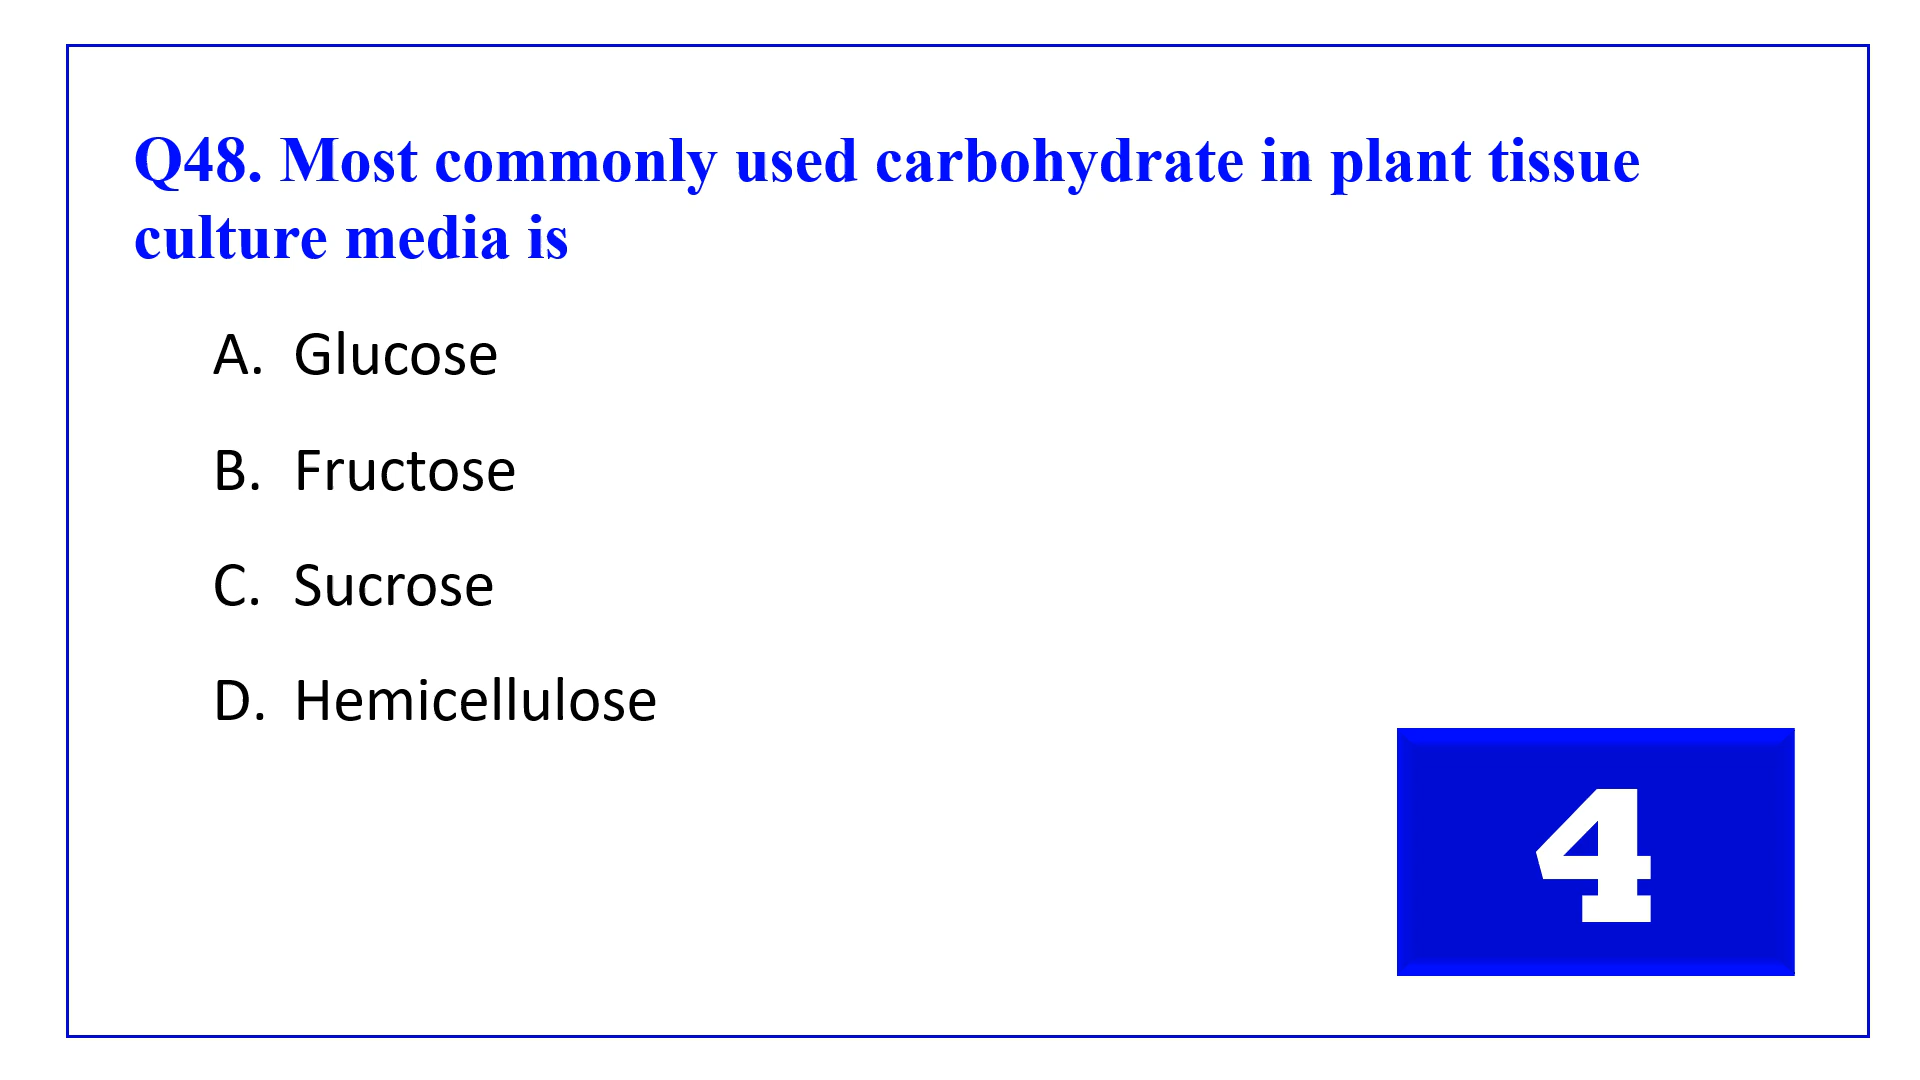 Q48. Most commonly used carbohydrate in plant tissue
culture media is
A. Glucose
B. Fructose
C. Sucrose
D. Hemicellulose
4